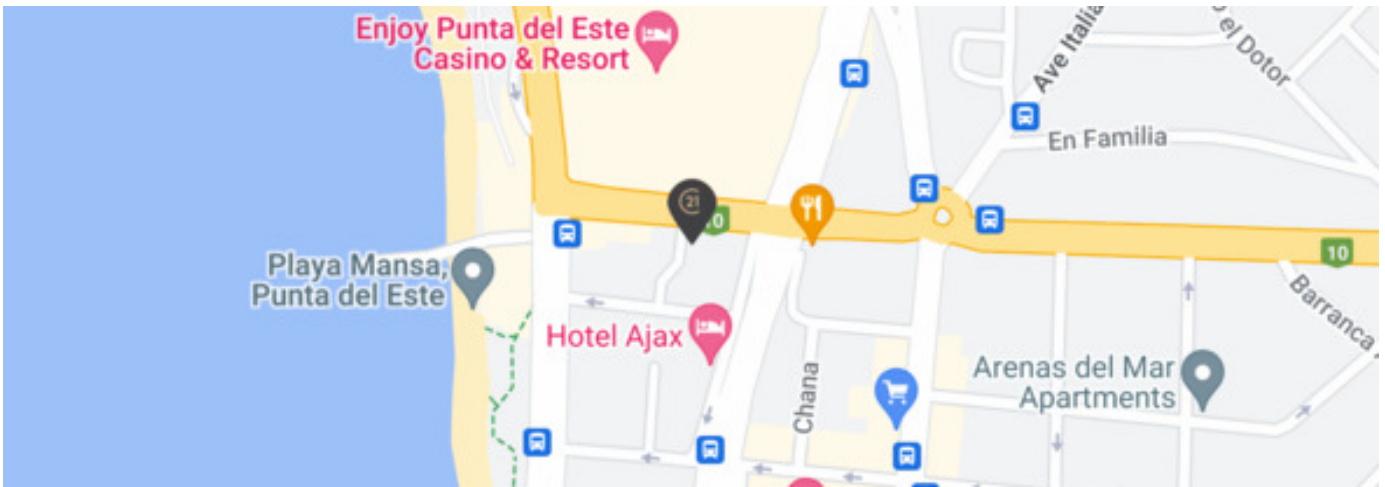 Enjoy Punta del Este
Casino & Resort
Ave Italia
o el Dotor
En Familia
21
10
10
Playa Mansa,
Punta del Este
Hotel Ajax
Chana
Barranca
Arenas del Mar
Apartments